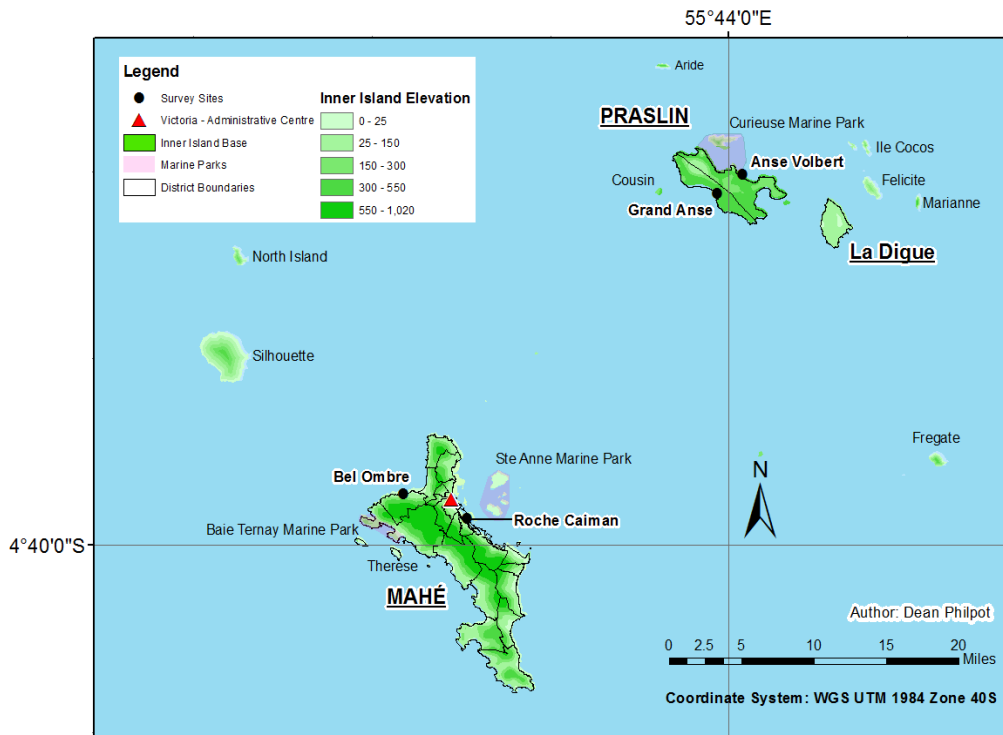 55°44'0"E
Legend
Survey Sites
Victoria - Administrative Centre
Inner Island Base
Marine Parks
District Boundaries
Inner Island Elevation
0 - 25
25 - 150
150 - 300
300 - 550
550 - 1,020
Aride
PRASLIN
Curieuse Marine Park
Ile Cocos
Anse Volbert
Cousin
Felicite
Grand Anse
Marianne
La Digue
North Island
Silhouette
Fregate
Ste Anne Marine Park
N
Bel Ombre
Roche Caiman
Baie Ternay Marine Park
4°40'0"S
Therese
MAHÉ
Author: Dean Philpot
0 2.5 5 10 15 20
Miles
Coordinate System: WGS UTM 1984 Zone 40S